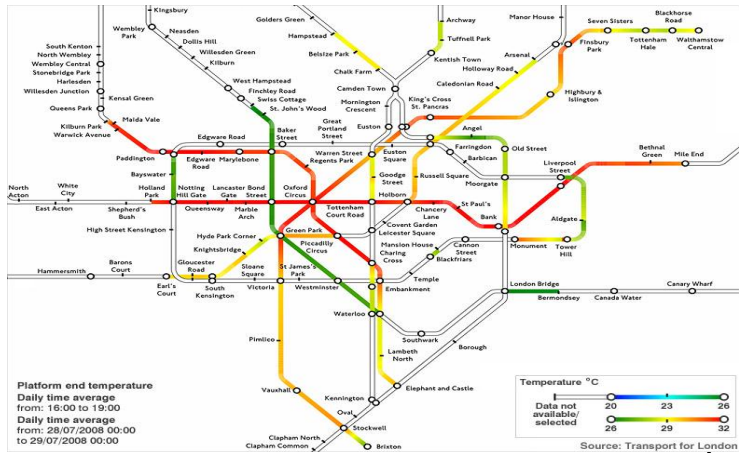 Kingsbury
Golders Green
Archway
Manor House
Blackhorse
Road
Wembley
Park
Neasden
Dollis Hill
Willesden Green
Kilburn
Hampstead
Belsize Park
Chalk Farm
Tufnell Park
Kentish Town
Arsenal
Holloway Road
Caledonian Road
Seven Sisters
Finsbury
Park
Tottenham
Hale
Walthamstow
Central
South Kenton
North Wembley
Wembley Central
Stonebridge Park
Harlesden
Willesden Junction
Kensal Green
Queens Park
West Hampstead
Finchley Road
Swiss Cottage
St. John's Wood
Camden Town
Mornington
Crescent
King's Cross
St. Pancras
Highbury &
Islington
Maida Vale
Kilburn Park
Warwick Avenue
Edgware Road
Baker
Street
Great
Portland
Street
Euston
Angel
Paddington
Edgware
Road
Marylebone
Warren Street
Regents Park
Euston
Square
Farringdon
Barbican
Old Street
Liverpool
Street
Bethnal
Green
Mile End
Bayswater
Goodge
Street
Russell Square
Moorgate
North
Acton
White
City
Holland
Park
Notting
Hill Gate
Lancaster
Gate
Bond
Street
Oxford
Circus
Holborn
East Acton
Shepherd's
Bush
Queensway
Marble
Arch
Tottenham
Court Road
Chancery
Lane
St Paul's
Bank
Aldgate
High Street Kensington
Hyde Park Corner
Knightsbridge
Green Park
Piccadilly
Circus
Covent Garden
Leicester Square
Mansion House
Charing
Cross
Cannon
Street
Blackfriars
Monument
Tower
Hill
Hammersmith
Barons
Court
Gloucester
Road
Sloane
Square
St James's
Park
Temple
Earl's
Court
South
Kensington
Victoria
Westminster
Embankment
London Bridge
Bermondsey
Canada Water
Canary Wharf
Waterloo
Southwark
Borough
Pimlico
Lambeth
North
Vauxhall
Kennington
Elephant and Castle
Oval
Stockwell
Clapham North
Clapham Common
Brixton
Platform end temperature
Daily time average
from: 16:00 to 19:00
Daily time average
from: 28/07/2008 00:00
to 29/07/2008 00:00
Temperature °C
Data not
available/
selected
20 23 26
26 29 32
Source: Transport for London